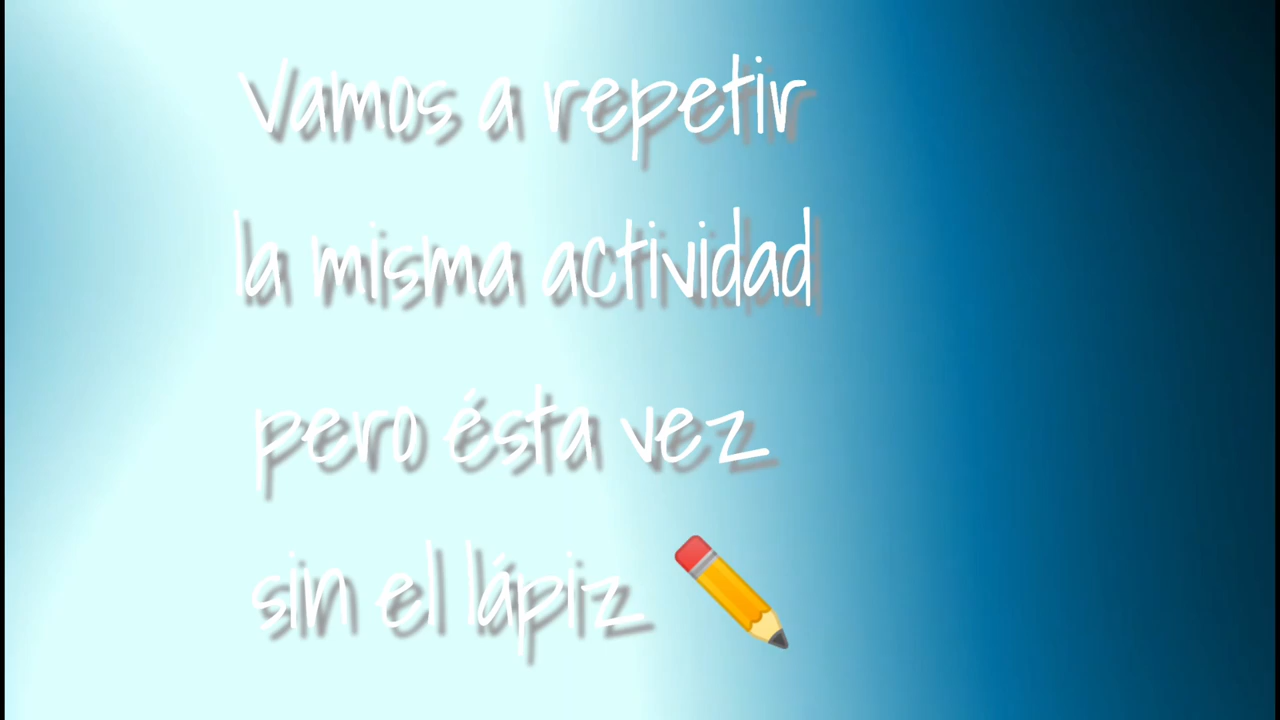 Vamos a repetir
la misma actividad
pero ésta vez
sin el lápiz